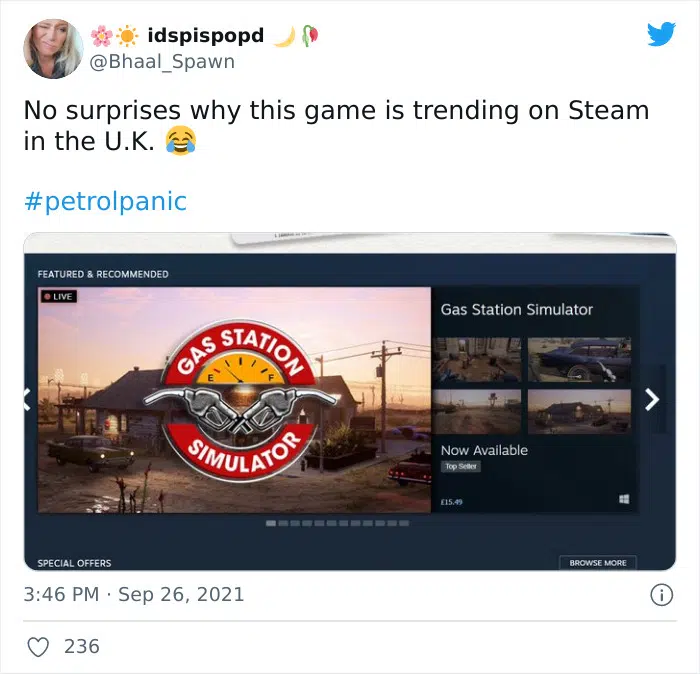 🌸☀️ idspispopd 🌙🥀
@Bhaal_Spawn
No surprises why this game is trending on Steam
in the U.K. 😂
#petrolpanic
FEATURED & RECOMMENDED
LIVE
GAS STATION
E F
SIMULATOR
Gas Station Simulator
Now Available
Top Seller
£15.49
SPECIAL OFFERS
BROWSE MORE
3:46 PM · Sep 26, 2021
236